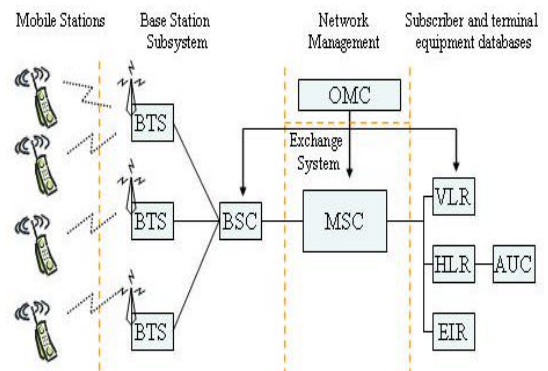 Mobile Stations
Base Station
Subsystem
Network
Management
Subscriber and terminal
equipment databases
OMC
BTS
Exchange
System
VLR
BTS
BSC
MSC
HLR
AUC
BTS
EIR